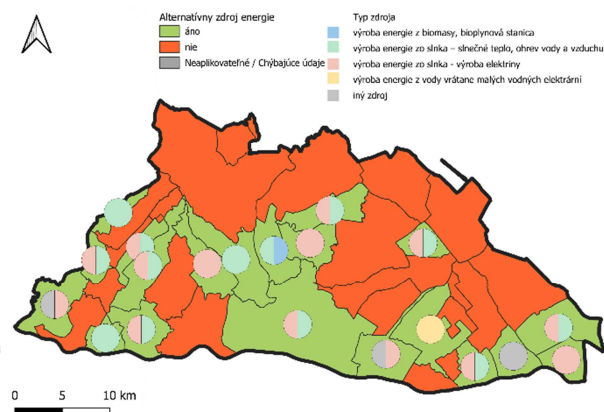 Alternatívny zdroj energie
áno
nie
Neaplikovateľné / Chýbajúce údaje
Typ zdroja
výroba energie z biomasy, bioplynová stanica
výroba energie zo slnka – slnečné teplo, ohrev vody a vzduchu
výroba energie zo slnka - výroba elektriny
výroba energie z vody vrátane malých vodných elektrární
iný zdroj
0 5 10 km